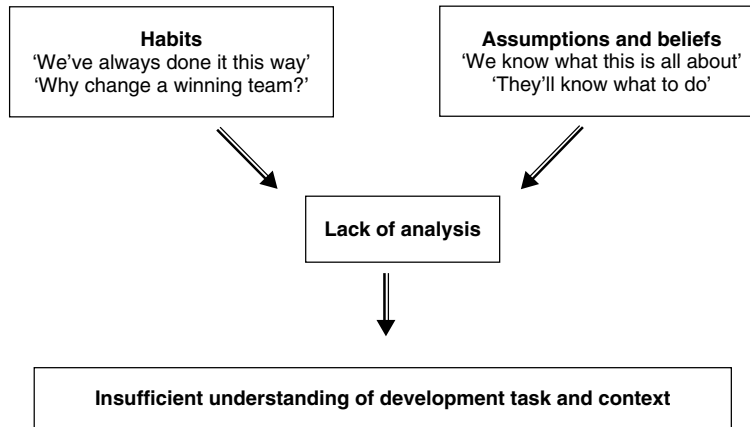 Habits
‘We’ve always done it this way’
‘Why change a winning team?’
Assumptions and beliefs
‘We know what this is all about’
‘They’ll know what to do’
Lack of analysis
Insufficient understanding of development task and context